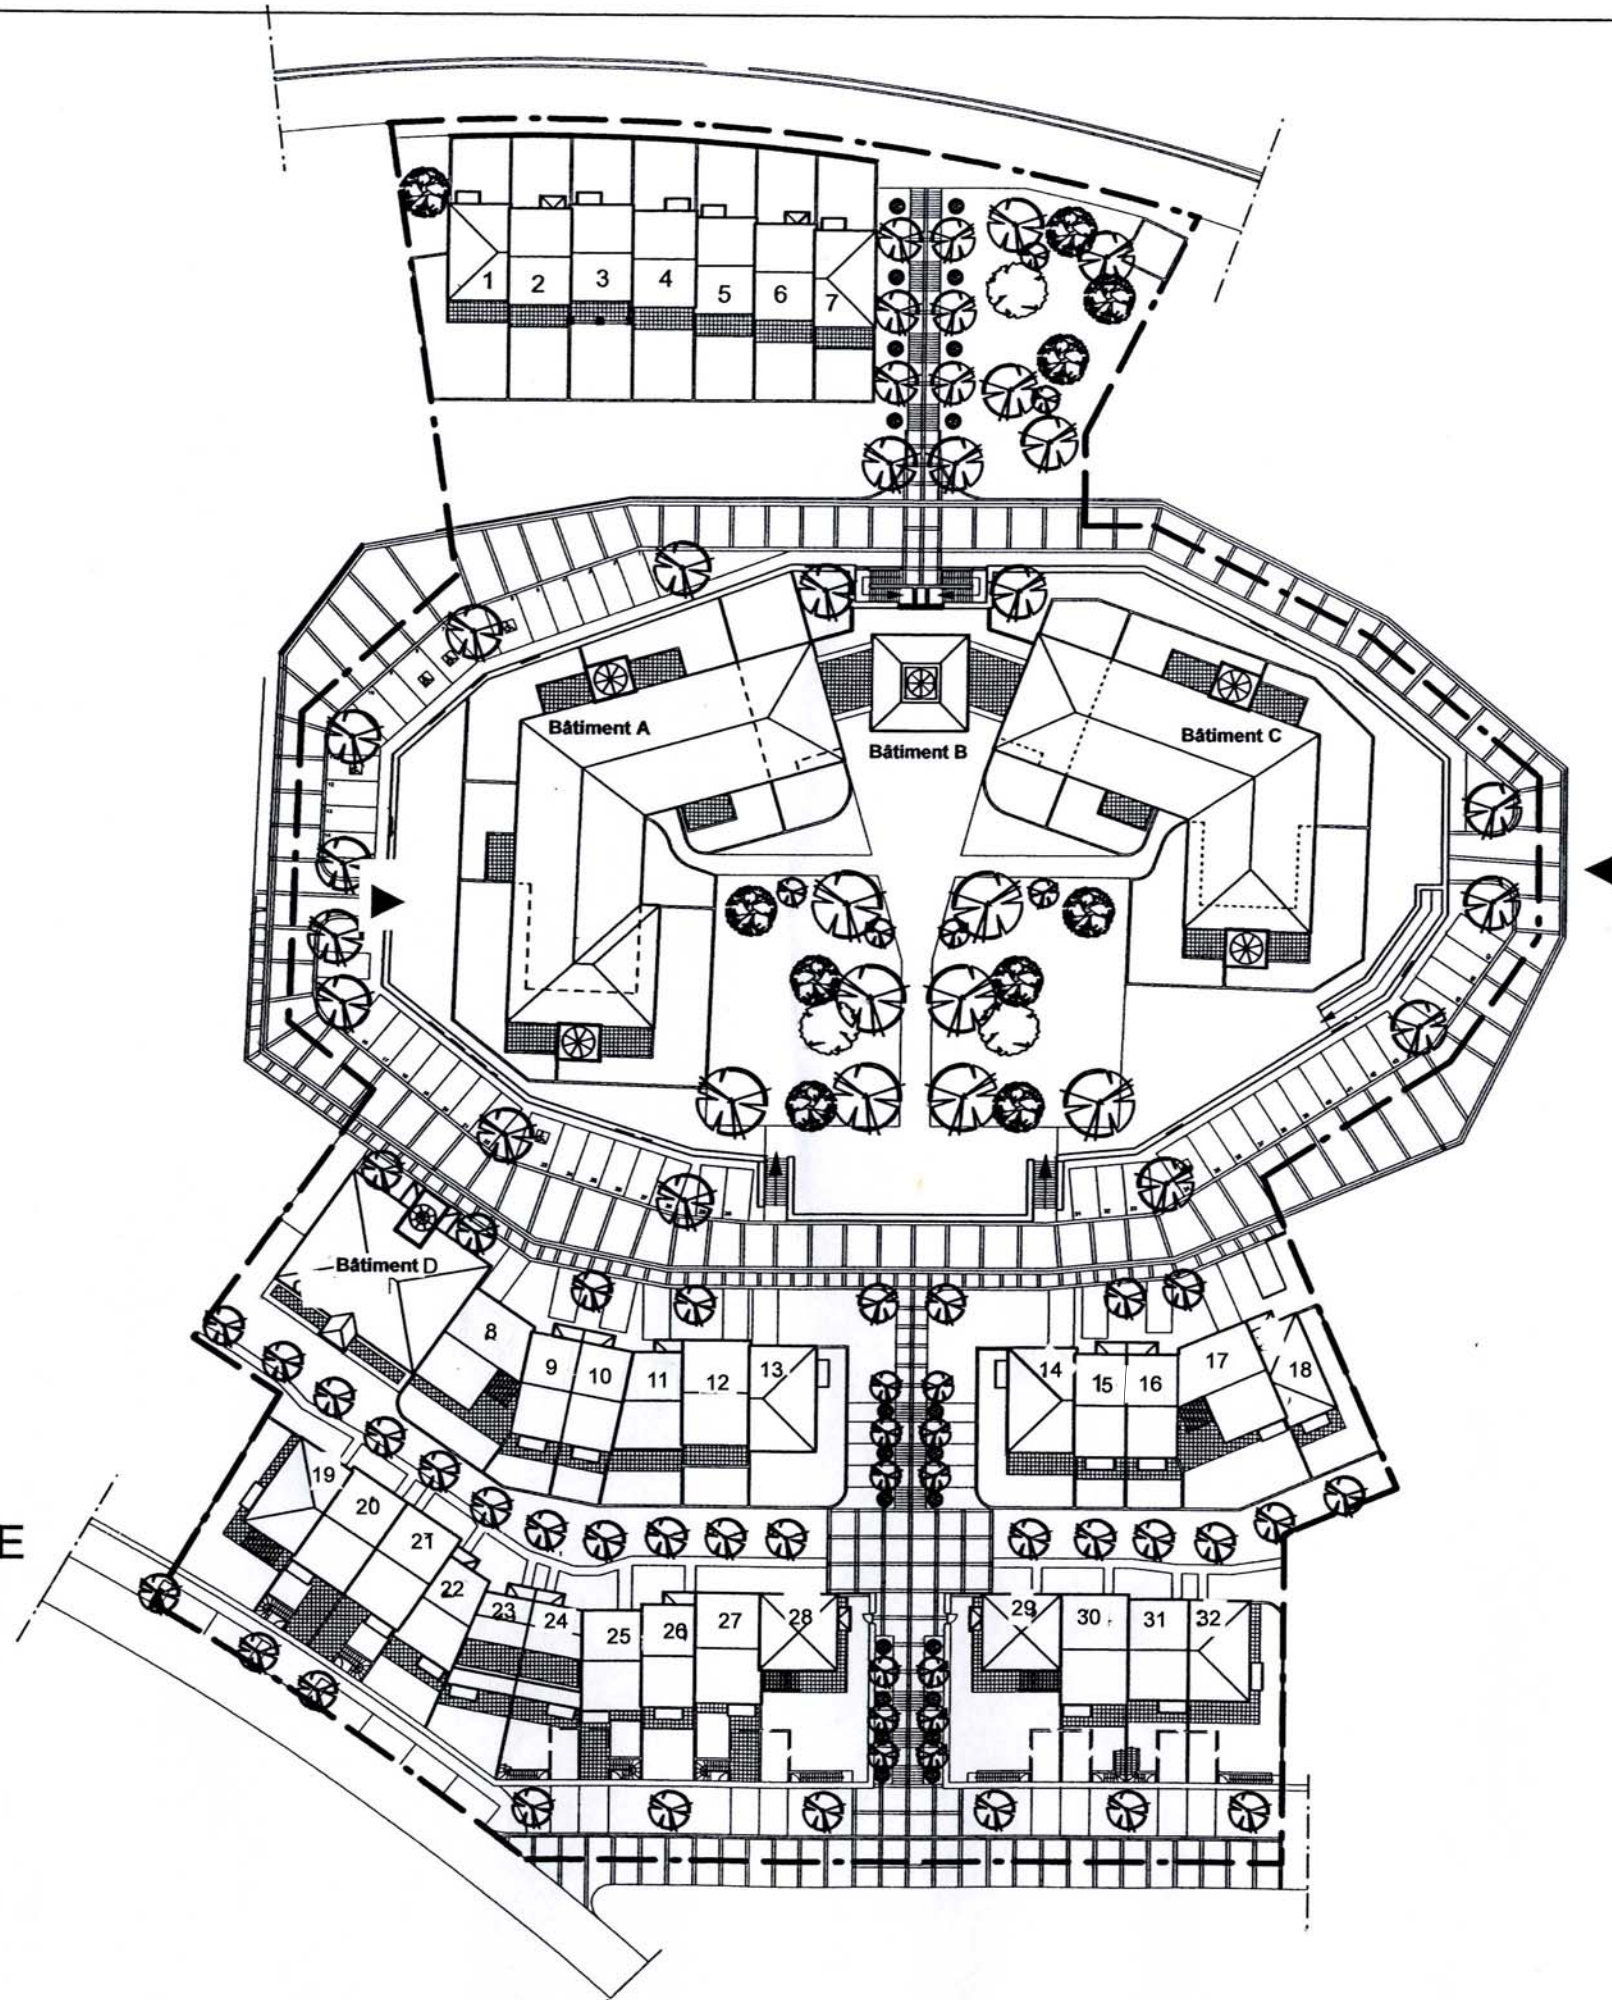 1 2 3 4 5 6 7
Bâtiment A
Bâtiment B
Bâtiment C
Bâtiment D
8 9 10 11 12 13
14 15 16 17 18
19 20 21 22 23 24 25 26 27 28
29 30 31 32
E